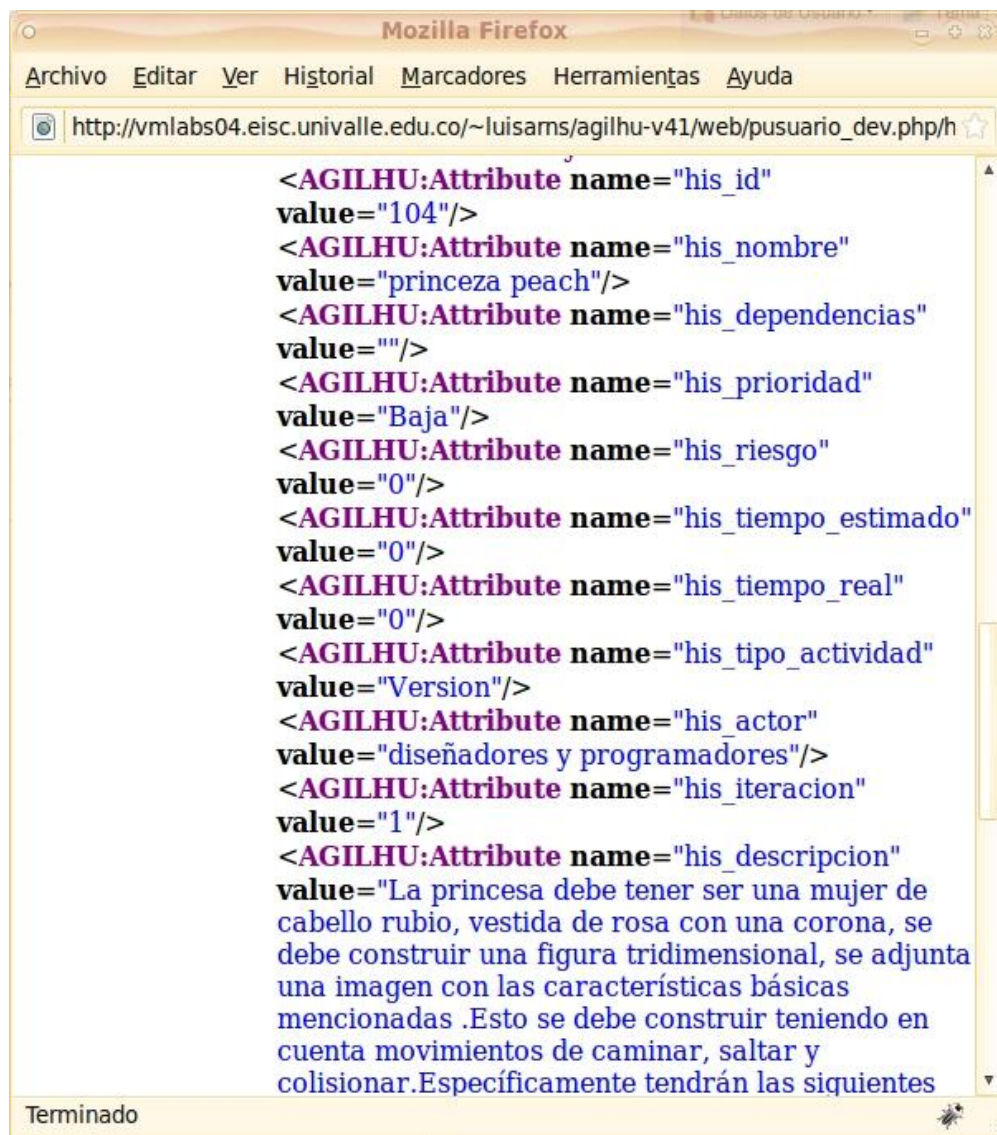 Datos de Usuario
Tema
Mozilla Firefox
Archivo Editar Ver Historial Marcadores Herramientas Ayuda
http://vmlabs04.eisc.univalle.edu.co/~luisarns/agilhu-v41/web/pusuario_dev.php/h
<AGILHU:Attribute name="his_id"
value="104"/>
<AGILHU:Attribute name="his_nombre"
value="princeza peach"/>
<AGILHU:Attribute name="his_dependencias"
value=""/>
<AGILHU:Attribute name="his_prioridad"
value="Baja"/>
<AGILHU:Attribute name="his_riesgo"
value="0"/>
<AGILHU:Attribute name="his_tiempo_estimado"
value="0"/>
<AGILHU:Attribute name="his_tiempo_real"
value="0"/>
<AGILHU:Attribute name="his_tipo_actividad"
value="Version"/>
<AGILHU:Attribute name="his_actor"
value="diseñadores y programadores"/>
<AGILHU:Attribute name="his_iteracion"
value="1"/>
<AGILHU:Attribute name="his_descripcion"
value="La princesa debe tener ser una mujer de
cabello rubio, vestida de rosa con una corona, se
debe construir una figura tridimensional, se adjunta
una imagen con las características básicas
mencionadas .Esto se debe construir teniendo en
cuenta movimientos de caminar, saltar y
colisionar.Específicamente tendrán las siguientes
Terminado